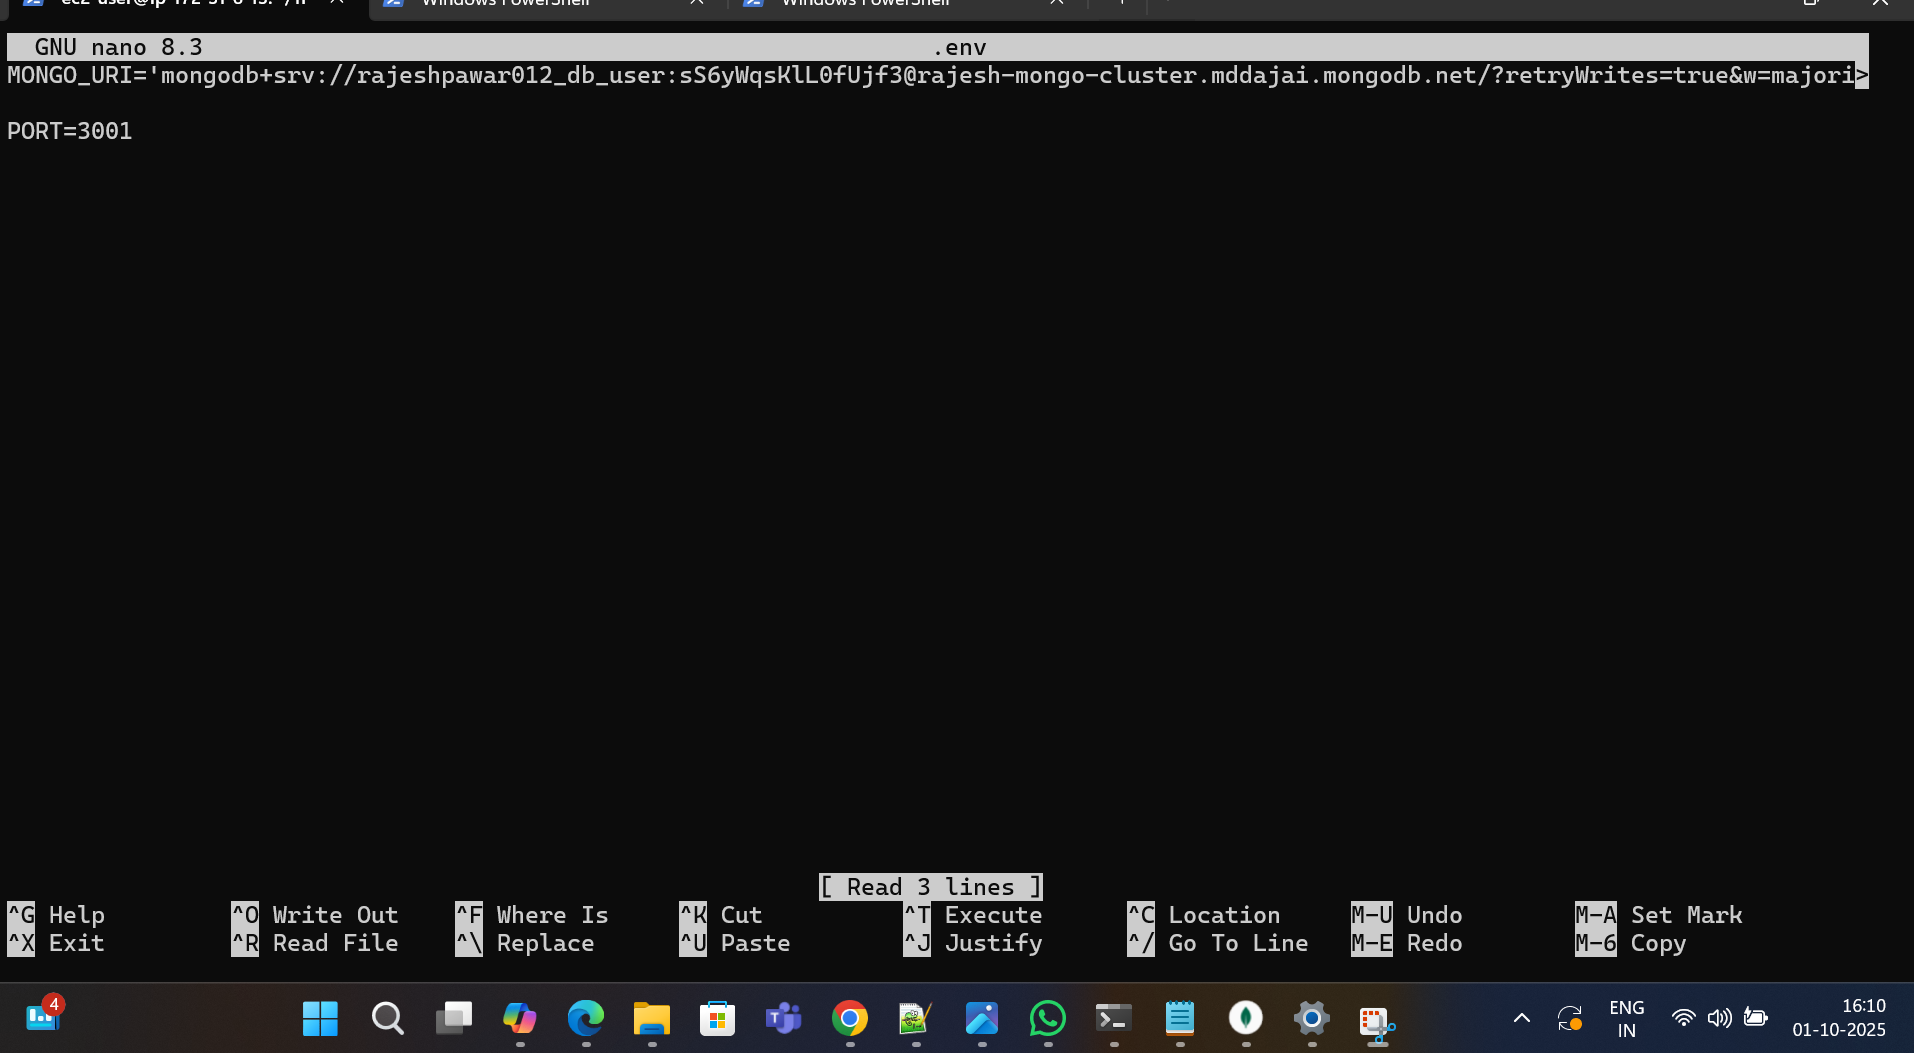 Windows PowerShell
Windows PowerShell
GNU nano 8.3 .env
MONGO_URI='mongodb+srv://rajeshpawar012_db_user:sS6yWqsKlL0fUjf3@rajesh-mongo-cluster.mddajai.mongodb.net/?retryWrites=true&w=majori>
PORT=3001
[ Read 3 lines ]
^G Help ^O Write Out ^F Where Is ^K Cut ^T Execute ^C Location M-U Undo M-A Set Mark
^X Exit ^R Read File ^\ Replace ^U Paste ^J Justify ^/ Go To Line M-E Redo M-6 Copy
4
ENG
IN
16:10
01-10-2025